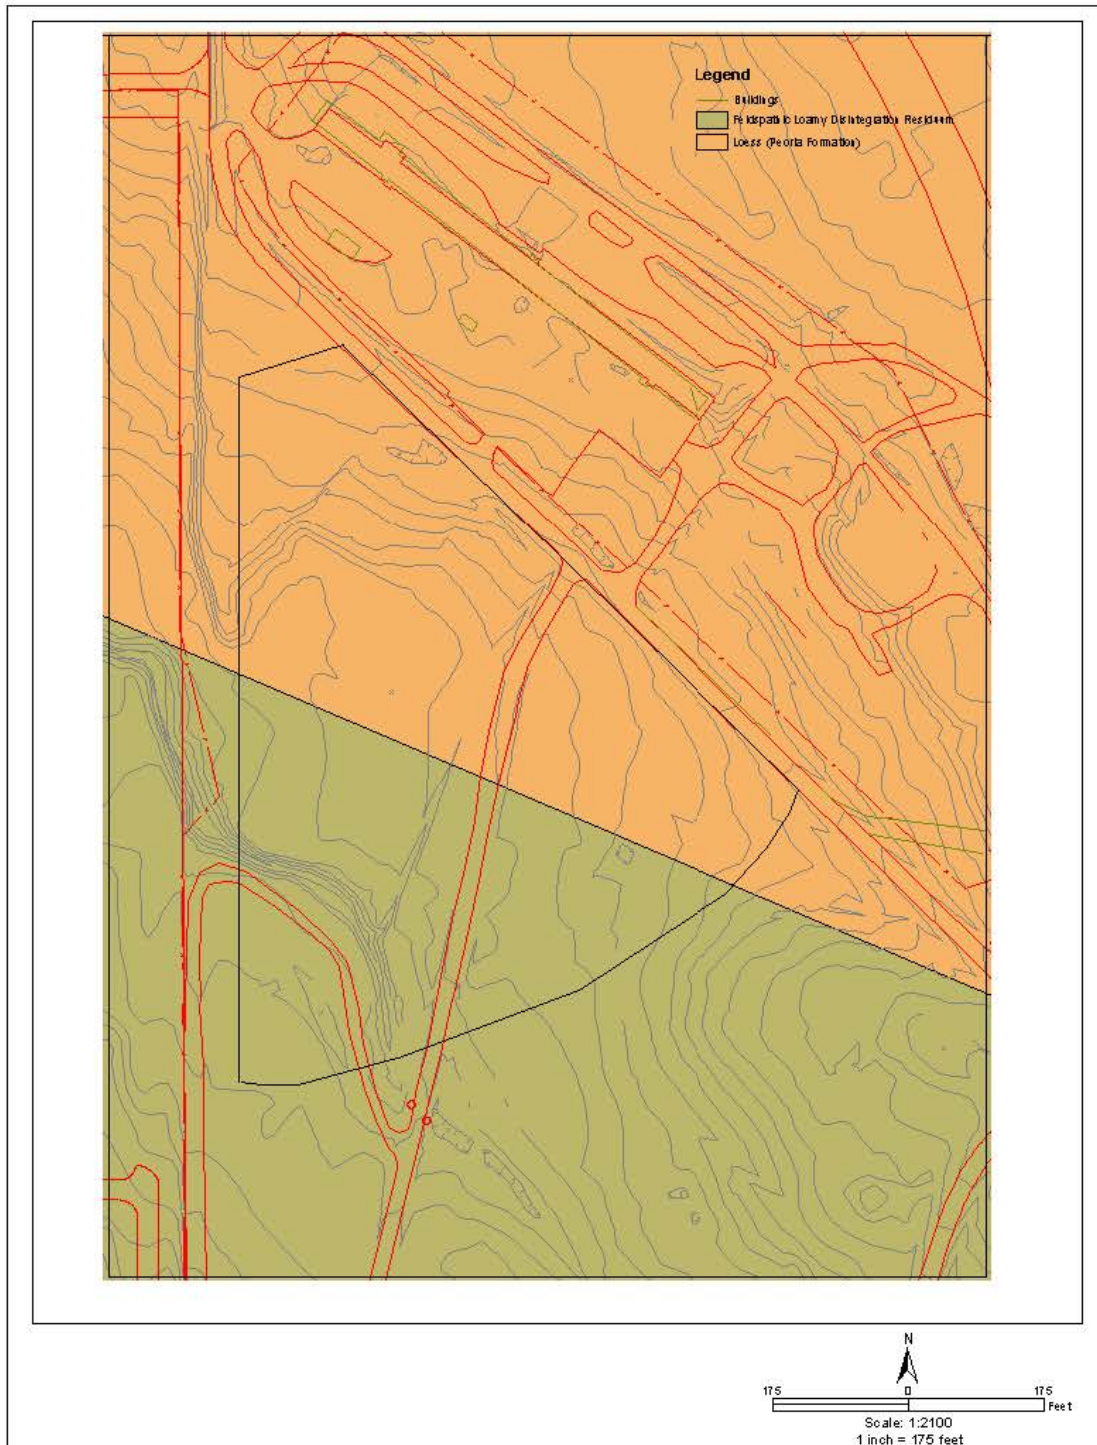 Legend
Buildings
Feldspathic Loamy Disintegration Residuum
Loess (Peoria Formation)
N
175 0 175
Feet
Scale: 1:2100
1 inch = 175 feet